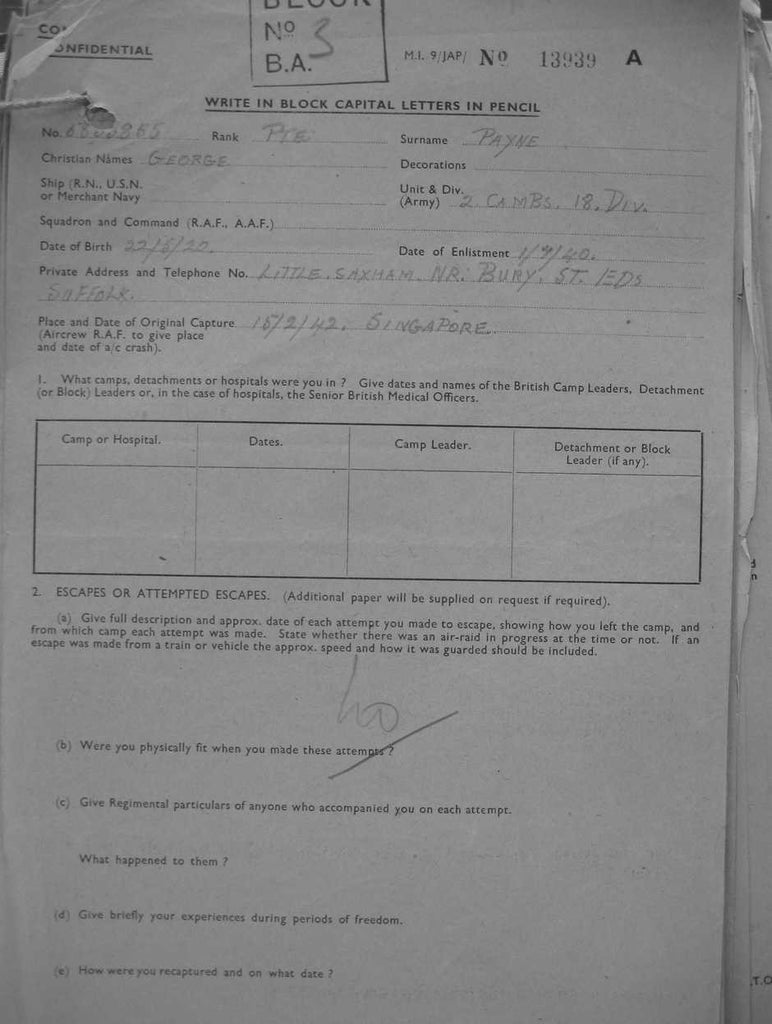 CO
ONFIDENTIAL
BLOCK
No 3
B.A.
M.I. 9/JAP/ No 13939 A
WRITE IN BLOCK CAPITAL LETTERS IN PENCIL
No. Rank PTE Surname PAYNE
Christian Names GEORGE Decorations
Ship (R.N., U.S.N. or Merchant Navy
Unit & Div. (Army) 2 CAMBS. 18. DIV.
Squadron and Command (R.A.F., A.A.F.)
Date of Birth 22/5/20. Date of Enlistment 1/7/40.
Private Address and Telephone No. LITTLE. SAXHAM. NR. BURY. ST. EDS
SUFFOLK.
Place and Date of Original Capture 15/2/42. SINGAPORE.
(Aircrew R.A.F. to give place
and date of a/c crash).
1. What camps, detachments or hospitals were you in ? Give dates and names of the British Camp Leaders, Detachment
(or Block) Leaders or, in the case of hospitals, the Senior British Medical Officers.
Camp or Hospital. Dates. Camp Leader. Detachment or Block
Leader (if any).
2. ESCAPES OR ATTEMPTED ESCAPES. (Additional paper will be supplied on request if required).
(a) Give full description and approx. date of each attempt you made to escape, showing how you left the camp, and
from which camp each attempt was made. State whether there was an air-raid in progress at the time or not. If an
escape was made from a train or vehicle the approx. speed and how it was guarded should be included.
no
(b) Were you physically fit when you made these attempts ?
(c) Give Regimental particulars of anyone who accompanied you on each attempt.
What happened to them ?
(d) Give briefly your experiences during periods of freedom.
(e) How were you recaptured and on what date ?
.T.O